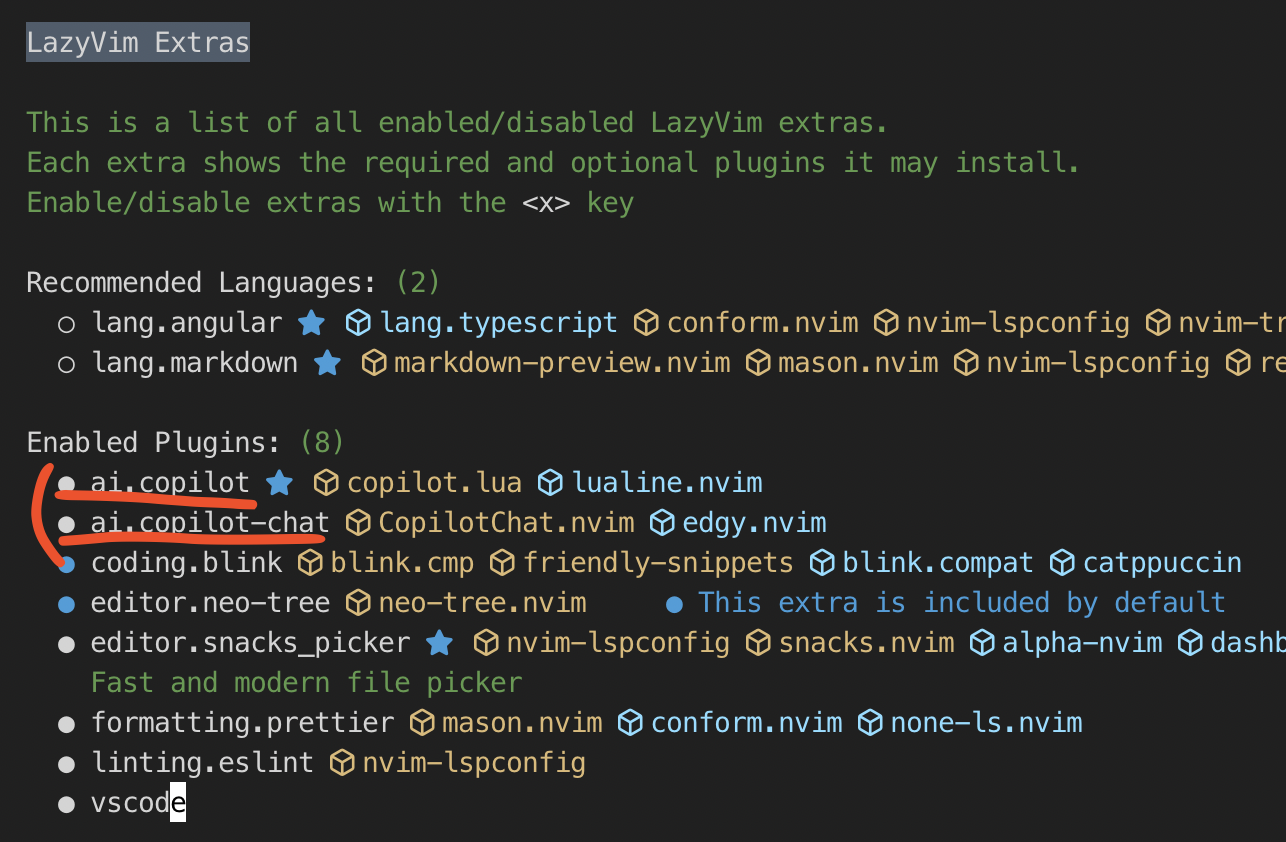 LazyVim Extras
This is a list of all enabled/disabled LazyVim extras.
Each extra shows the required and optional plugins it may install.
Enable/disable extras with the <x> key
Recommended Languages: (2)
○ lang.angular ★ lang.typescript conform.nvim nvim-lspconfig nvim-tr
○ lang.markdown ★ markdown-preview.nvim mason.nvim nvim-lspconfig re
Enabled Plugins: (8)
● ai.copilot ★ copilot.lua lualine.nvim
● ai.copilot-chat CopilotChat.nvim edgy.nvim
● coding.blink blink.cmp friendly-snippets blink.compat catppuccin
● editor.neo-tree neo-tree.nvim ● This extra is included by default
● editor.snacks_picker ★ nvim-lspconfig snacks.nvim alpha-nvim dashb
Fast and modern file picker
● formatting.prettier mason.nvim conform.nvim none-ls.nvim
● linting.eslint nvim-lspconfig
● vscode